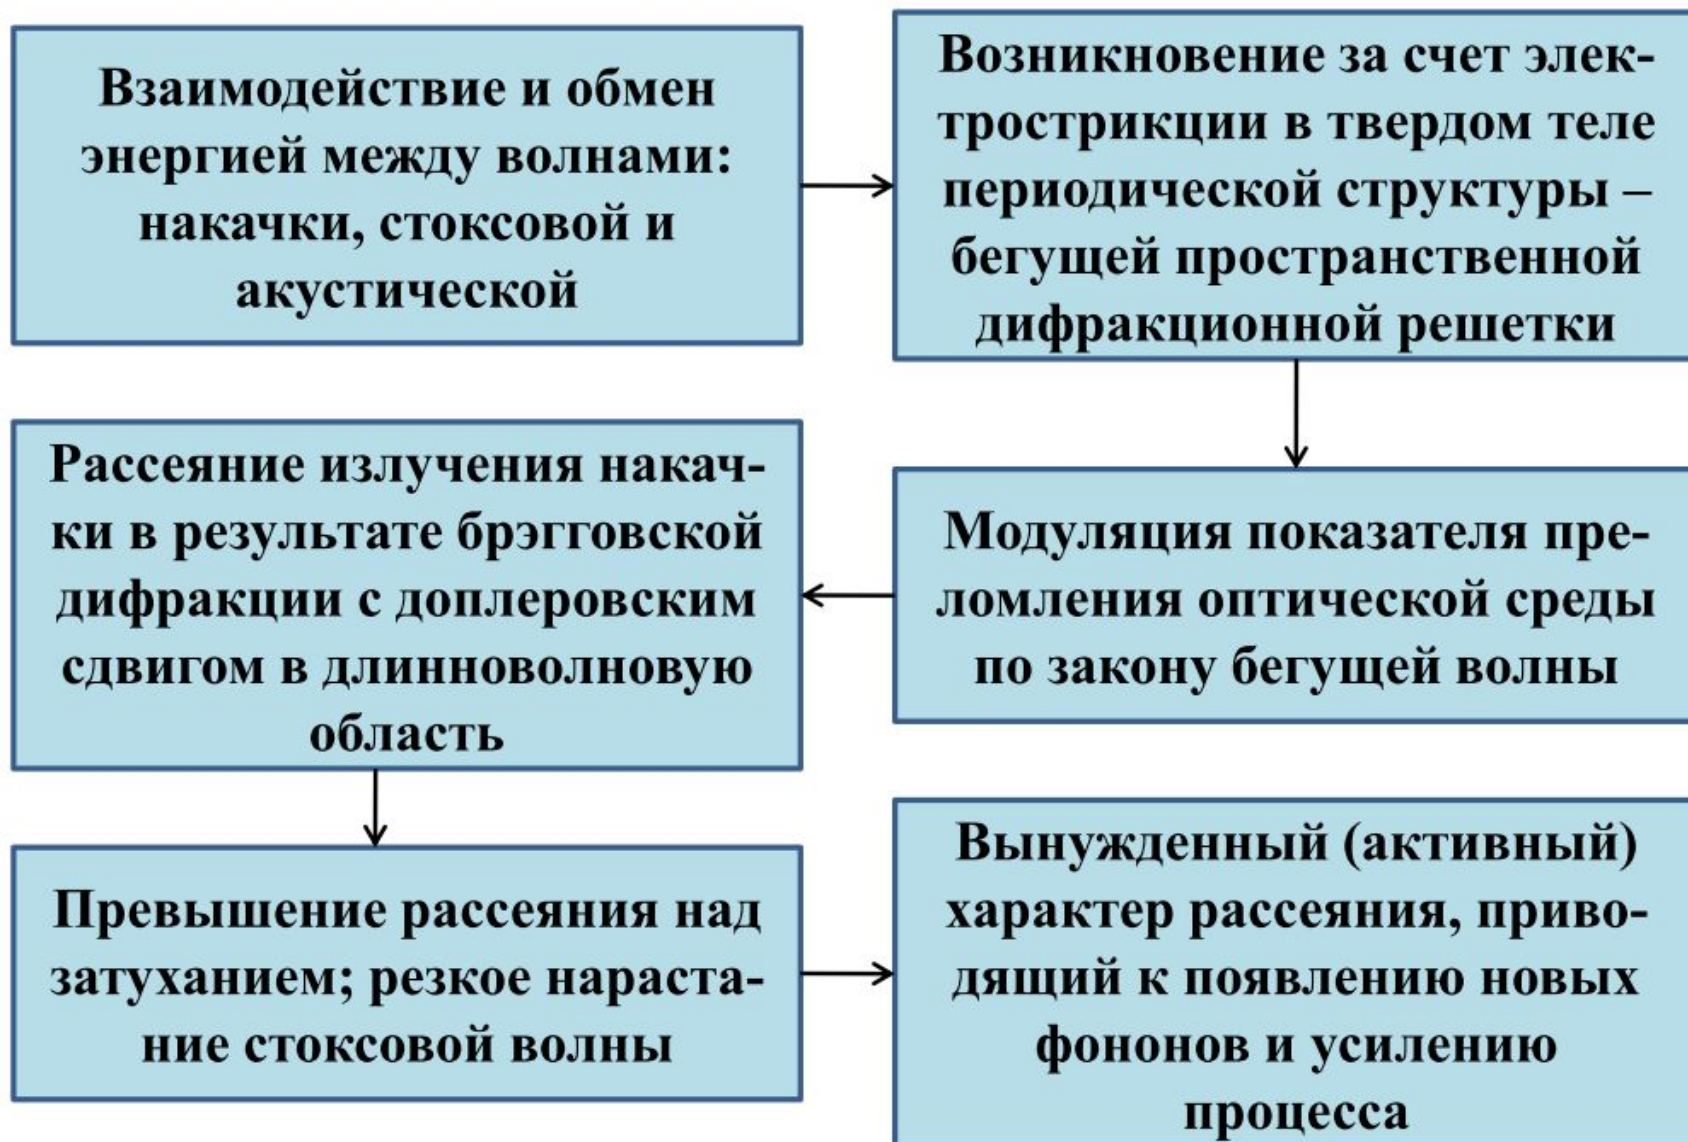 Взаимодействие и обмен
энергией между волнами:
накачки, стоксовой и
акустической
Возникновение за счет элек-
трострикции в твердом теле
периодической структуры –
бегущей пространственной
дифракционной решетки
Модуляция показателя пре-
ломления оптической среды
по закону бегущей волны
Рассеяние излучения накач-
ки в результате брэгговской
дифракции с доплеровским
сдвигом в длинноволновую
область
Превышение рассеяния над
затуханием; резкое нараста-
ние стоксовой волны
Вынужденный (активный)
характер рассеяния, приво-
дящий к появлению новых
фононов и усилению
процесса